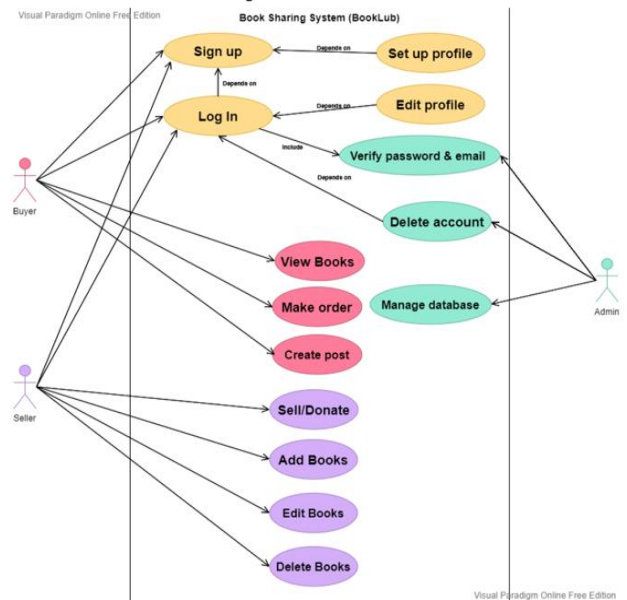 Visual Paradigm Online Free Edition
Book Sharing System (BookLub)
Sign up
Depends on
Set up profile
Depends on
Log In
Depends on
Edit profile
Include
Verify password & email
Depends on
Delete account
Buyer
View Books
Make order
Manage database
Admin
Create post
Seller
Sell/Donate
Add Books
Edit Books
Delete Books
Visual Paradigm Online Free Edition